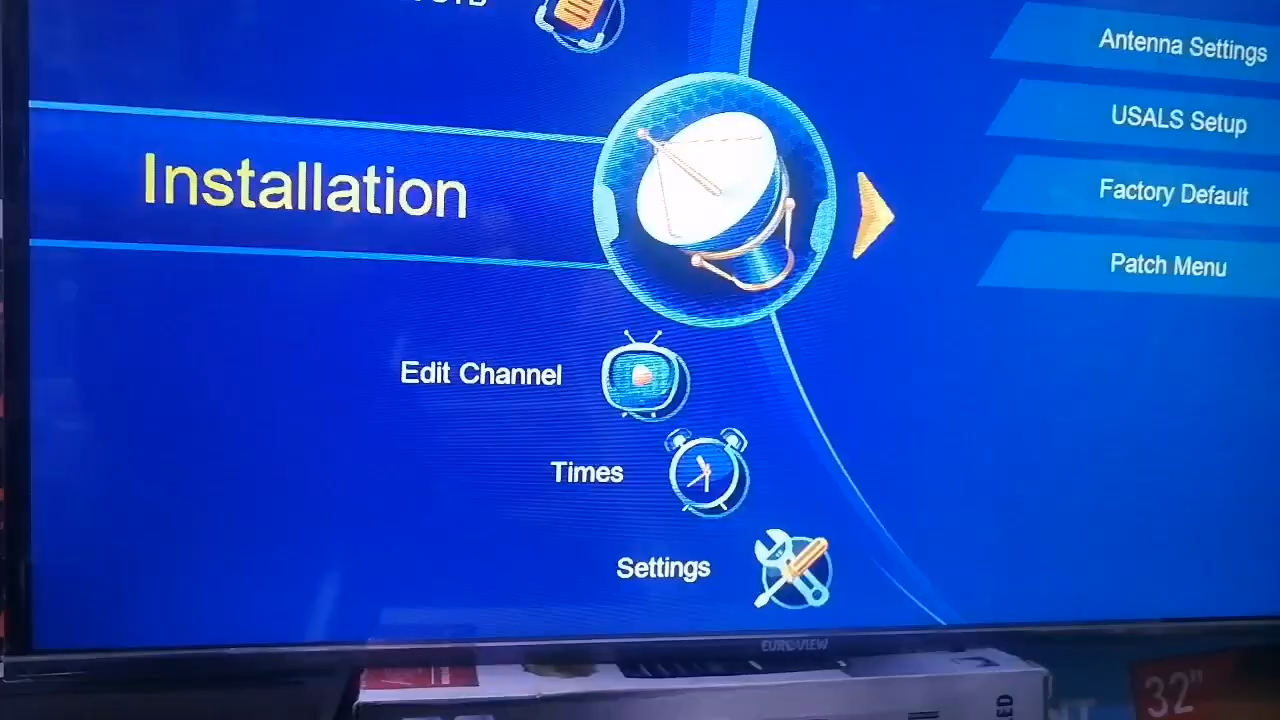 Antenna Settings
USALS Setup
Installation
Factory Default
Patch Menu
Edit Channel
Times
Settings
EUROVIEW
32"